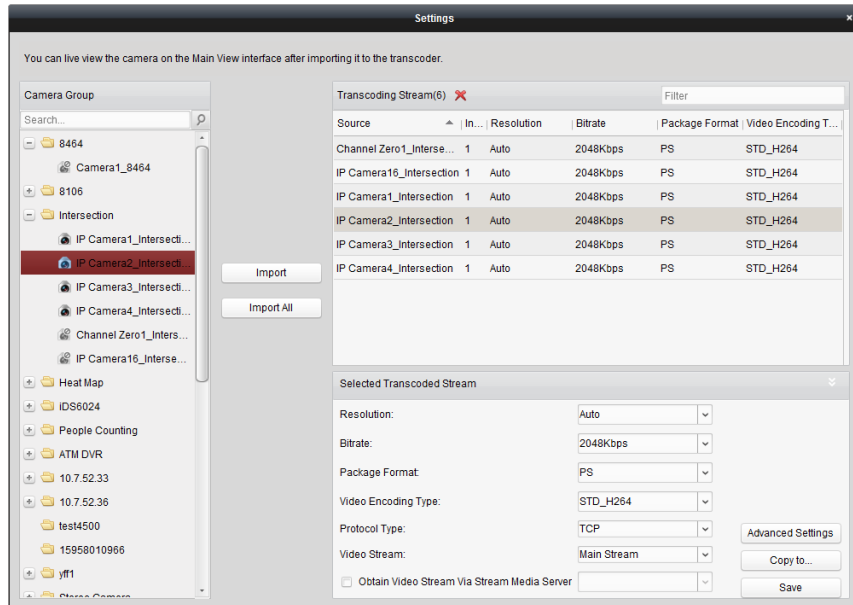 Settings
You can live view the camera on the Main View interface after importing it to the transcoder.
Camera Group
Search...
8464
Camera1_8464
8106
Intersection
IP Camera1_Intersecti...
IP Camera2_Intersecti...
IP Camera3_Intersecti...
IP Camera4_Intersecti...
Channel Zero1_Inters...
IP Camera16_Interse...
Heat Map
iDS6024
People Counting
ATM DVR
10.7.52.33
10.7.52.36
test4500
15958010966
yff1
Stereo Camera
Import
Import All
Transcoding Stream(6)
Filter
Source In... Resolution Bitrate Package Format Video Encoding T...
Channel Zero1_Interse... 1 Auto 2048Kbps PS STD_H264
IP Camera16_Intersection 1 Auto 2048Kbps PS STD_H264
IP Camera1_Intersection 1 Auto 2048Kbps PS STD_H264
IP Camera2_Intersection 1 Auto 2048Kbps PS STD_H264
IP Camera3_Intersection 1 Auto 2048Kbps PS STD_H264
IP Camera4_Intersection 1 Auto 2048Kbps PS STD_H264
Selected Transcoded Stream
Resolution: Auto
Bitrate: 2048Kbps
Package Format: PS
Video Encoding Type: STD_H264
Protocol Type: TCP
Video Stream: Main Stream
Obtain Video Stream Via Stream Media Server
Advanced Settings
Copy to...
Save